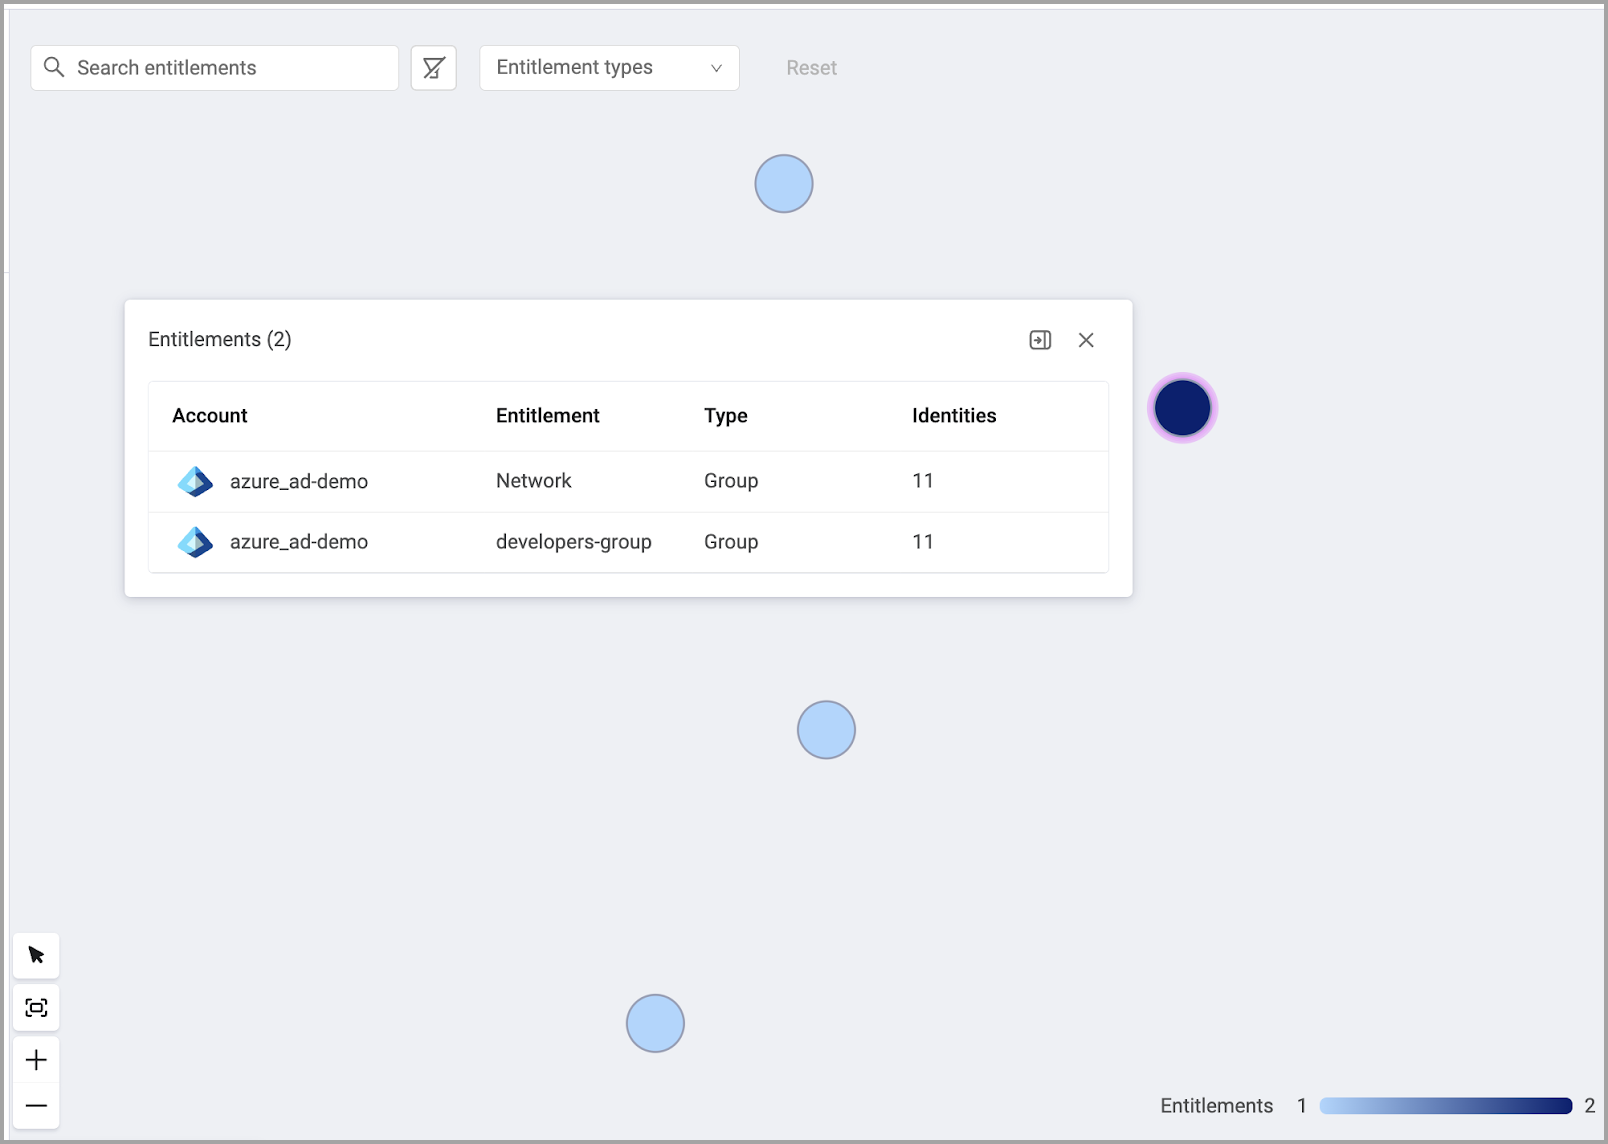 Search entitlements Entitlement types Reset
Entitlements (2)
Account Entitlement Type Identities
azure_ad-demo Network Group 11
azure_ad-demo developers-group Group 11
Entitlements 1 2